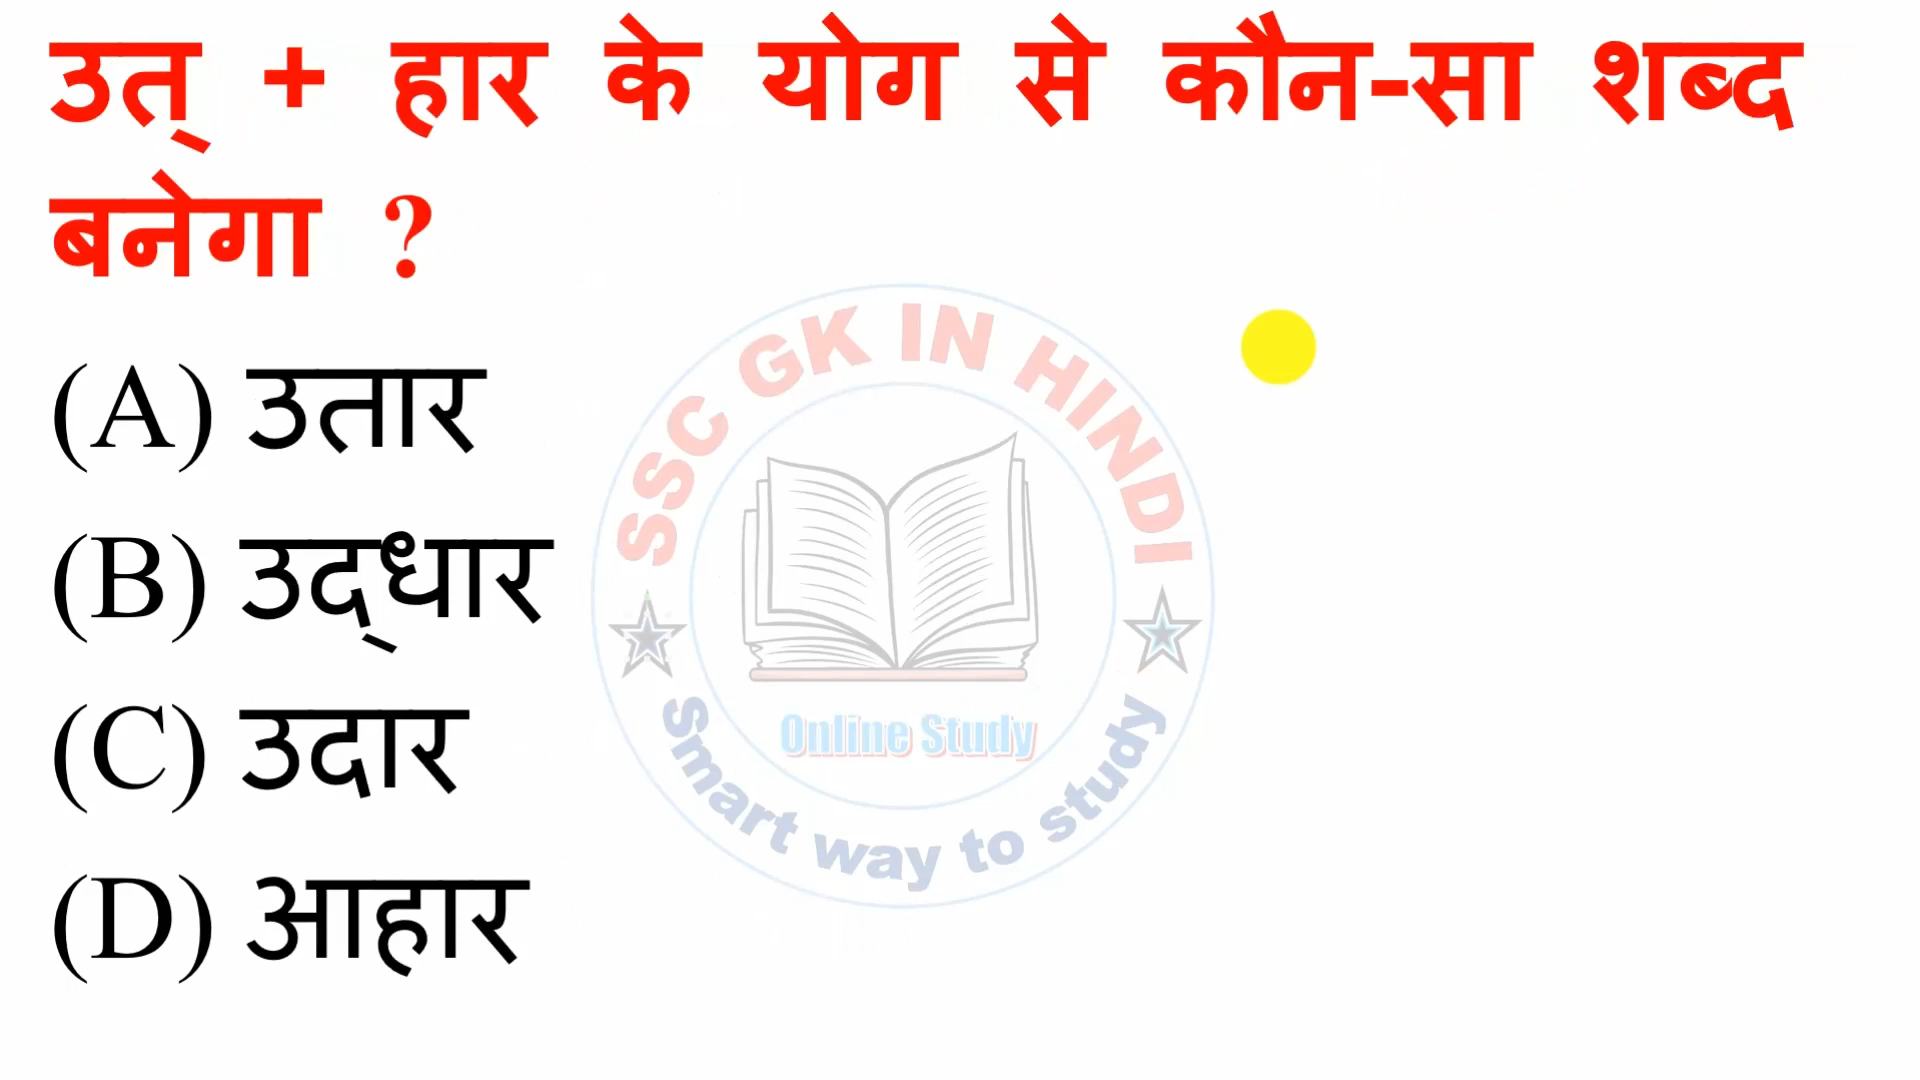 उत् + हार के योग से कौन-सा शब्द
बनेगा ?
(A) उतार
(B) उद्‌धार
(C) उदार
(D) आहार
SSC GK IN HINDI
Online Study
Smart way to study